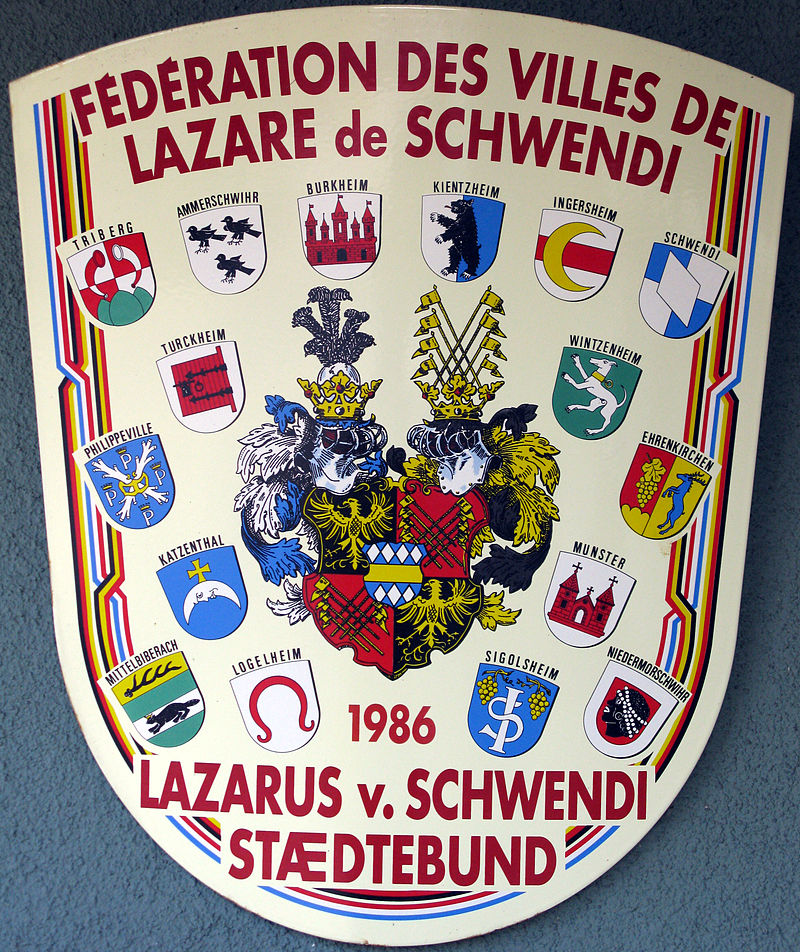 FÉDÉRATION DES VILLES DE
LAZARE de SCHWENDI
TRIBERG
AMMERSCHWIHR
BURKHEIM
KIENTZHEIM
INGERSHEIM
SCHWENDI
TURCKHEIM
WINTZENHEIM
PHILIPPEVILLE
P P
P
P
EHRENKIRCHEN
KATZENTHAL
MUNSTER
MITTELBIBERACH
LOGELHEIM
SIGOLSHEIM
S
NIEDERMORSCHWIHR
1986
LAZARUS v. SCHWENDI
STÆDTEBUND